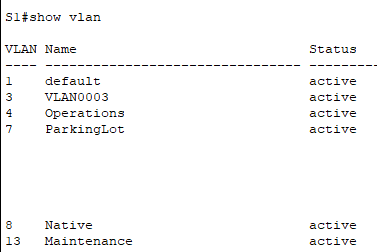 S1#show vlan
VLAN Name Status
---- -------------------------------- ---------
1 default active
3 VLAN0003 active
4 Operations active
7 ParkingLot active
8 Native active
13 Maintenance active